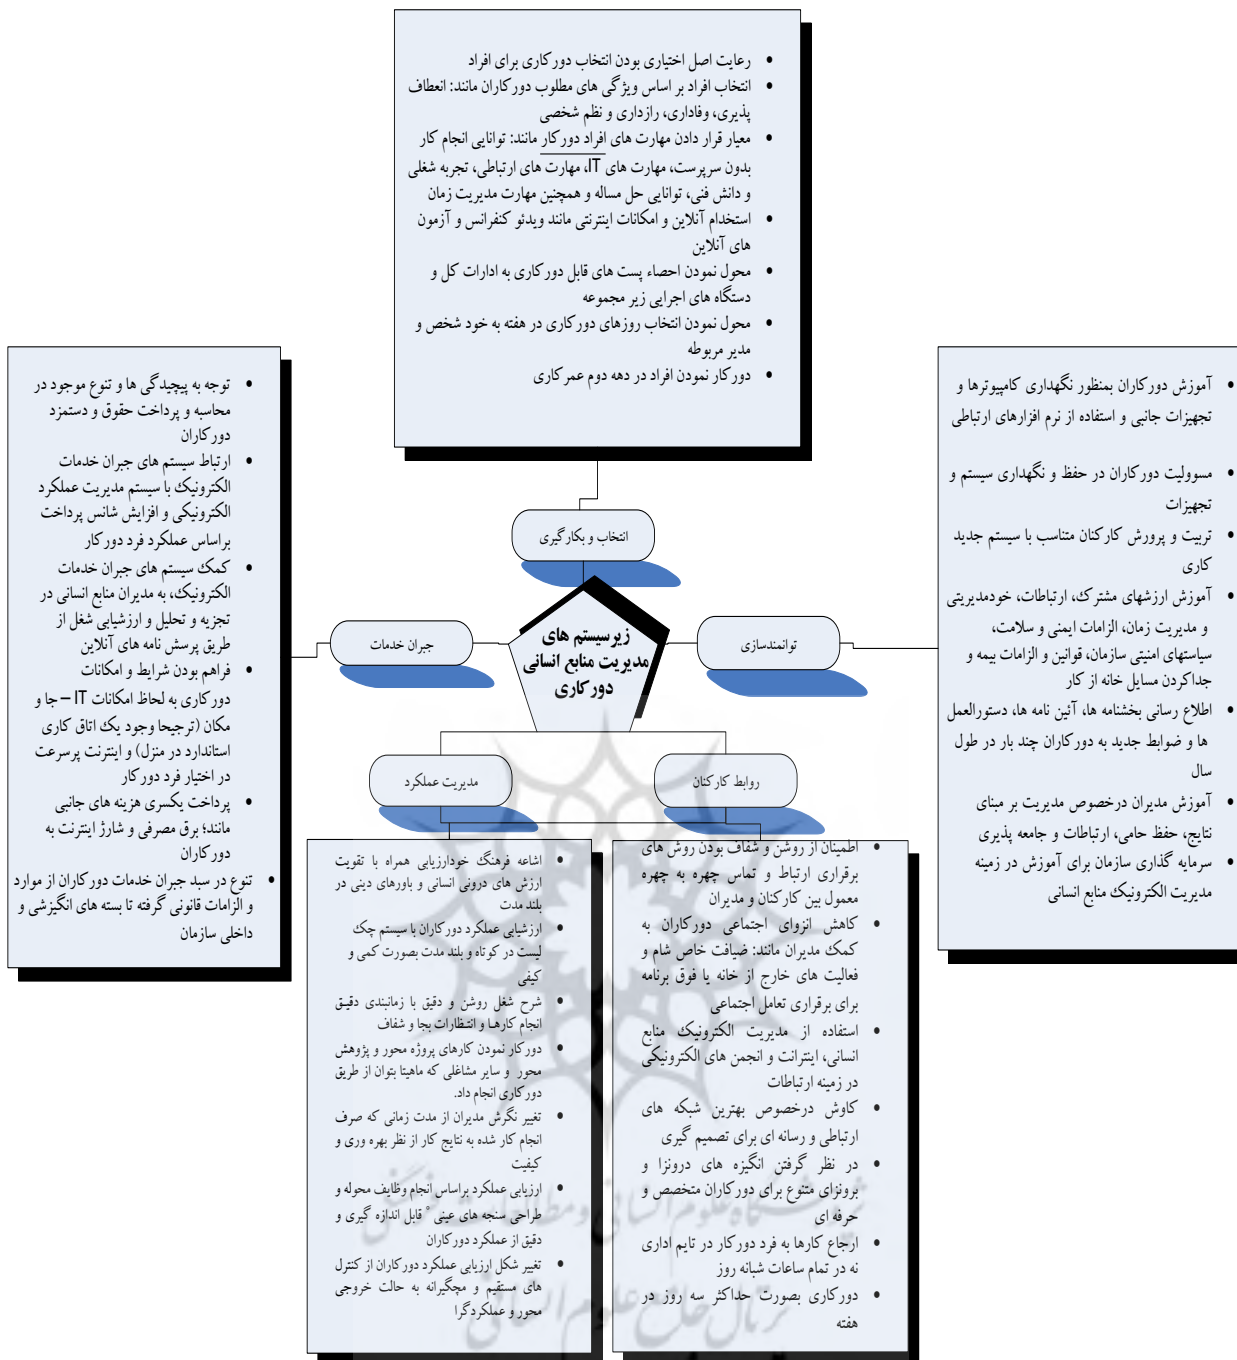 • رعایت اصل اختیاری بودن انتخاب دورکاری برای افراد
• انتخاب افراد بر اساس ویژگی های مطلوب دورکاران مانند: انعطاف
پذیری، وفاداری، رازداری و نظم شخصی
• معیار قرار دادن مهارت های افراد دورکار مانند: توانایی انجام کار
بدون سرپرست، مهارت های IT، مهارت های ارتباطی، تجربه شغلی
و دانش فنی، توانایی حل مساله و همچنین مهارت مدیریت زمان
• استخدام آنلاین و امکانات اینترنتی مانند ویدئو کنفرانس و آزمون
های آنلاین
• محول نمودن احصاء پست های قابل دورکاری به ادارات کل و
دستگاه های اجرایی زیر مجموعه
• محول نمودن انتخاب روزهای دورکاری در هفته به خود شخص و
مدیر مربوطه
• دورکار نمودن افراد در دهه دوم عمرکاری
انتخاب و بکارگیری
زیرسیستم های
مدیریت منابع انسانی
دورکاری
توانمندسازی
جبران خدمات
روابط کارکنان
مدیریت عملکرد
• آموزش دورکاران بمنظور نگهداری کامپیوترها و
تجهیزات جانبی و استفاده از نرم افزارهای ارتباطی
• مسوولیت دورکاران در حفظ و نگهداری سیستم و
تجهیزات
• تربیت و پرورش کارکنان متناسب با سیستم جدید
کاری
• آموزش ارزشهای مشترک، ارتباطات، خودمدیریتی
و مدیریت زمان، الزامات ایمنی و سلامت،
سیاستهای امنیتی سازمان، قوانین و الزامات بیمه و
جداکردن مسایل خانه از کار
• اطلاع رسانی بخشنامه ها، آئین نامه ها، دستورالعمل
ها و ضوابط جدید به دورکاران چند بار در طول
سال
• آموزش مدیران درخصوص مدیریت بر مبنای
نتایج، حفظ حامی، ارتباطات و جامعه پذیری
• سرمایه گذاری سازمان برای آموزش در زمینه
مدیریت الکترونیک منابع انسانی
• توجه به پیچیدگی ها و تنوع موجود در
محاسبه و پرداخت حقوق و دستمزد
دورکاران
• ارتباط سیستم های جبران خدمات
الکترونیک با سیستم مدیریت عملکرد
الکترونیکی و افزایش شانس پرداخت
براساس عملکرد فرد دورکار
• کمک سیستم های جبران خدمات
الکترونیک، به مدیران منابع انسانی در
تجزیه و تحلیل و ارزشیابی شغل از
طریق پرسش نامه های آنلاین
• فراهم بودن شرایط و امکانات
دورکاری به لحاظ امکانات IT – جا و
مکان (ترجیحا وجود یک اتاق کاری
استاندارد در منزل) و اینترنت پرسرعت
در اختیار فرد دورکار
• پرداخت یکسری هزینه های جانبی
مانند؛ برق مصرفی و شارژ اینترنت به
دورکاران
• تنوع در سبد جبران خدمات دورکاران از موارد
و الزامات قانونی گرفته تا بسته های انگیزشی و
داخلی سازمان
• اطمینان از روشن و شفاف بودن روش های
برقراری ارتباط و تماس چهره به چهره
معمول بین کارکنان و مدیران
• کاهش انزوای اجتماعی دورکاران به
کمک مدیران مانند: ضیافت خاص شام و
فعالیت های خارج از خانه یا فوق برنامه
برای برقراری تعامل اجتماعی
• استفاده از مدیریت الکترونیک منابع
انسانی، اینترانت و انجمن های الکترونیکی
در زمینه ارتباطات
• کاوش درخصوص بهترین شبکه های
ارتباطی و رسانه ای برای تصمیم گیری
• در نظر گرفتن انگیزه های درونزا و
برونزای متنوع برای دورکاران متخصص و
حرفه ای
• ارجاع کارها به فرد دورکار در تایم اداری
نه در تمام ساعات شبانه روز
• دورکاری بصورت حداکثر سه روز در
هفته
• اشاعه فرهنگ خودارزیابی همراه با تقویت
ارزش های درونی انسانی و باورهای دینی در
بلند مدت
• ارزشیابی عملکرد دورکاران با سیستم چک
لیست در کوتاه و بلند مدت بصورت کمی و
کیفی
• شرح شغل روشن و دقیق با زمانبندی دقیق
انجام کارها و انتظارات بجا و شفاف
• دورکار نمودن کارهای پروژه محور و پژوهش
محور و سایر مشاغلی که ماهیتا بتوان از طریق
دورکاری انجام داد.
• تغییر نگرش مدیران از مدت زمانی که صرف
انجام کار شده به نتایج کار از نظر بهره وری و
کیفیت
• ارزیابی عملکرد براساس انجام وظایف محوله و
طراحی سنجه های عینی ° قابل اندازه گیری و
دقیق از عملکرد دورکاران
• تغییر شکل ارزیابی عملکرد دورکاران از کنترل
های مستقیم و مچگیرانه به حالت خروجی
محور و عملکردگرا
پژوهشگاه علوم انسانی و مطالعات فرهنگی
پرتال جامع علوم انسانی